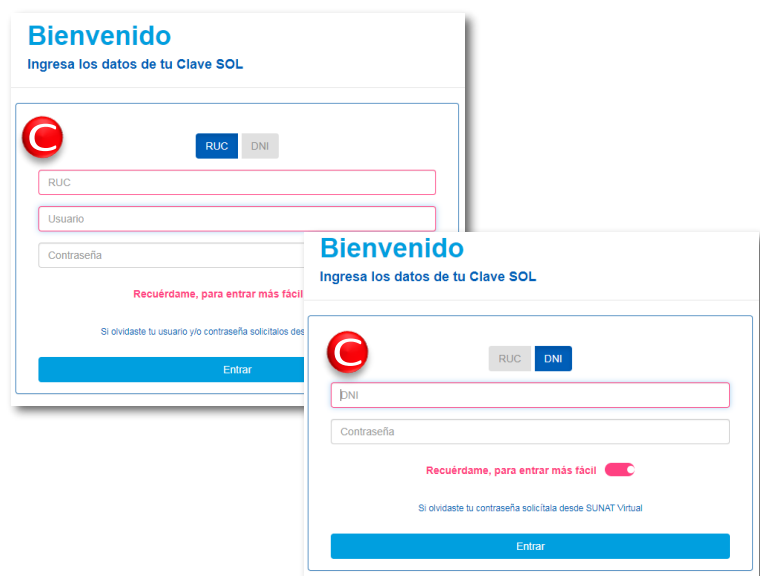 Bienvenido
Ingresa los datos de tu Clave SOL
C
RUC DNI
RUC
Usuario
Contraseña
Recuérdame, para entrar más fácil
Si olvidaste tu usuario y/o contraseña solicitalos des
Entrar
Bienvenido
Ingresa los datos de tu Clave SOL
C
RUC DNI
DNI
Contraseña
Recuérdame, para entrar más fácil
Si olvidaste tu contraseña solicítala desde SUNAT Virtual
Entrar